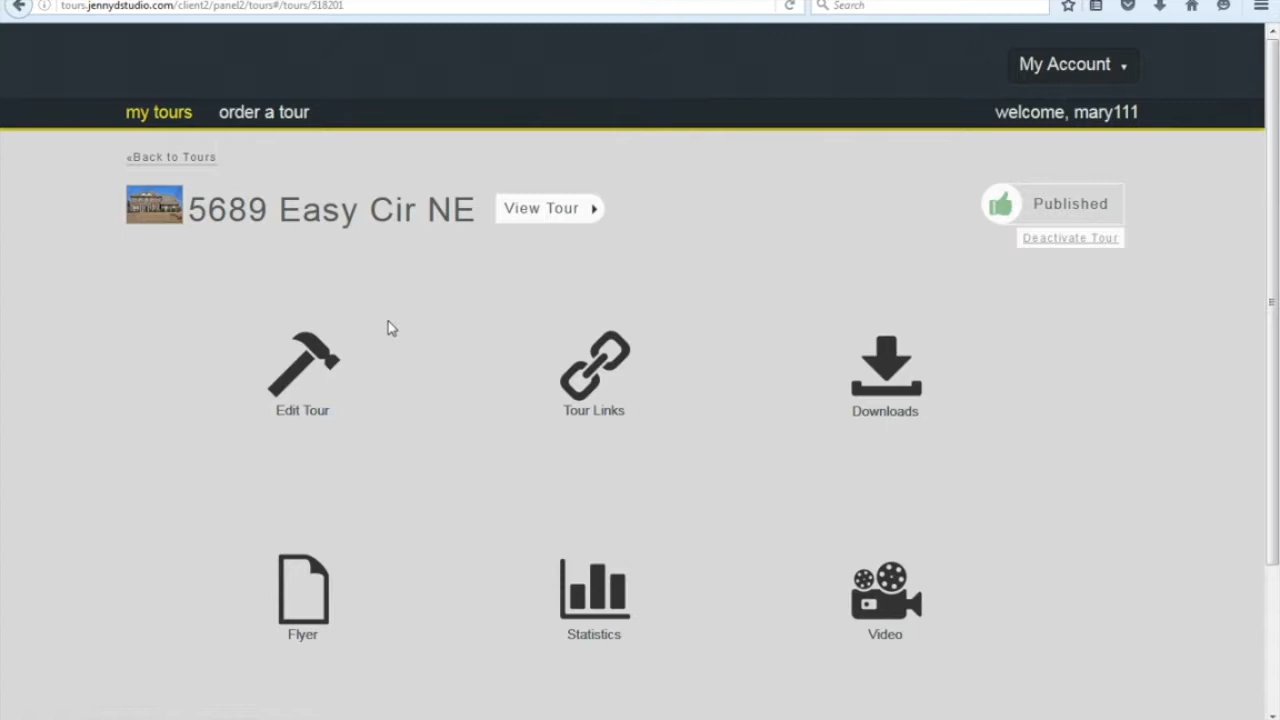 tours.jennydstudio.com/client2/panel2/tours#/tours/518201
Search
My Account
my tours order a tour welcome, mary111
«Back to Tours
5689 Easy Cir NE
View Tour
Published
Deactivate Tour
Edit Tour
Tour Links
Downloads
Flyer
Statistics
Video